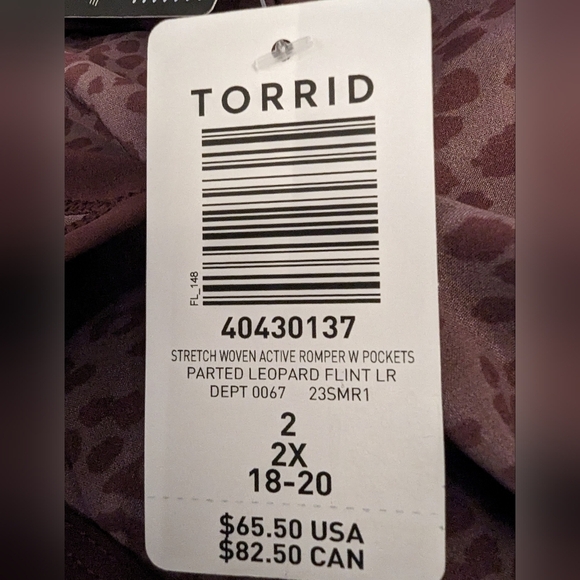 TORRID
FL_148
40430137
STRETCH WOVEN ACTIVE ROMPER W POCKETS
PARTED LEOPARD FLINT LR
DEPT 0067 23SMR1
2
2X
18-20
$65.50 USA
$82.50 CAN